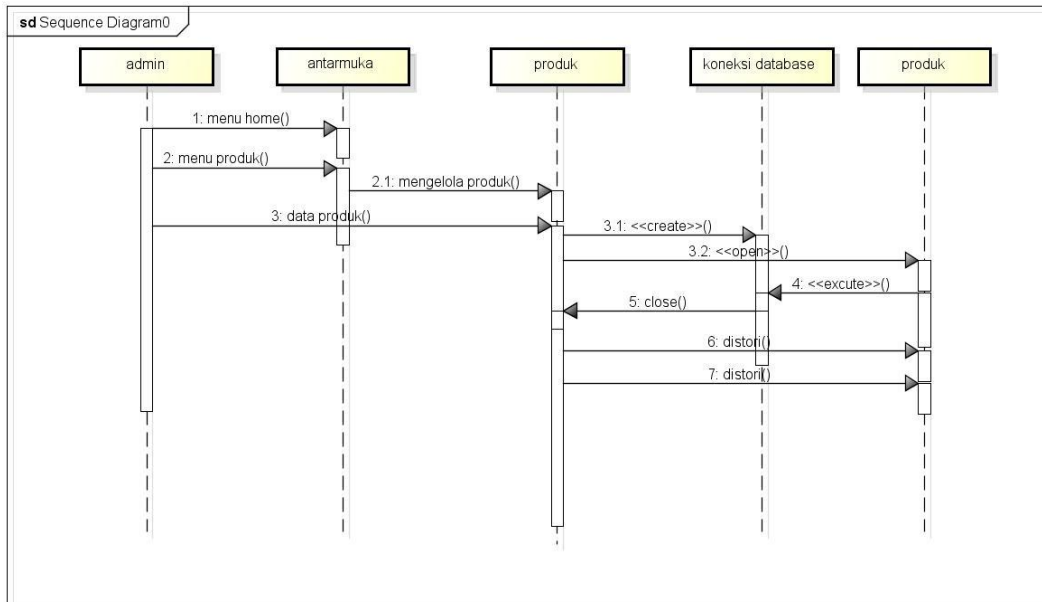 sd Sequence Diagram0
admin
antarmuka
produk
koneksi database
produk
1: menu home()
2: menu produk()
2.1: mengelola produk()
3: data produk()
3.1: <<create>>()
3.2: <<open>>()
4: <<excute>>()
5: close()
6: distori()
7: distori()